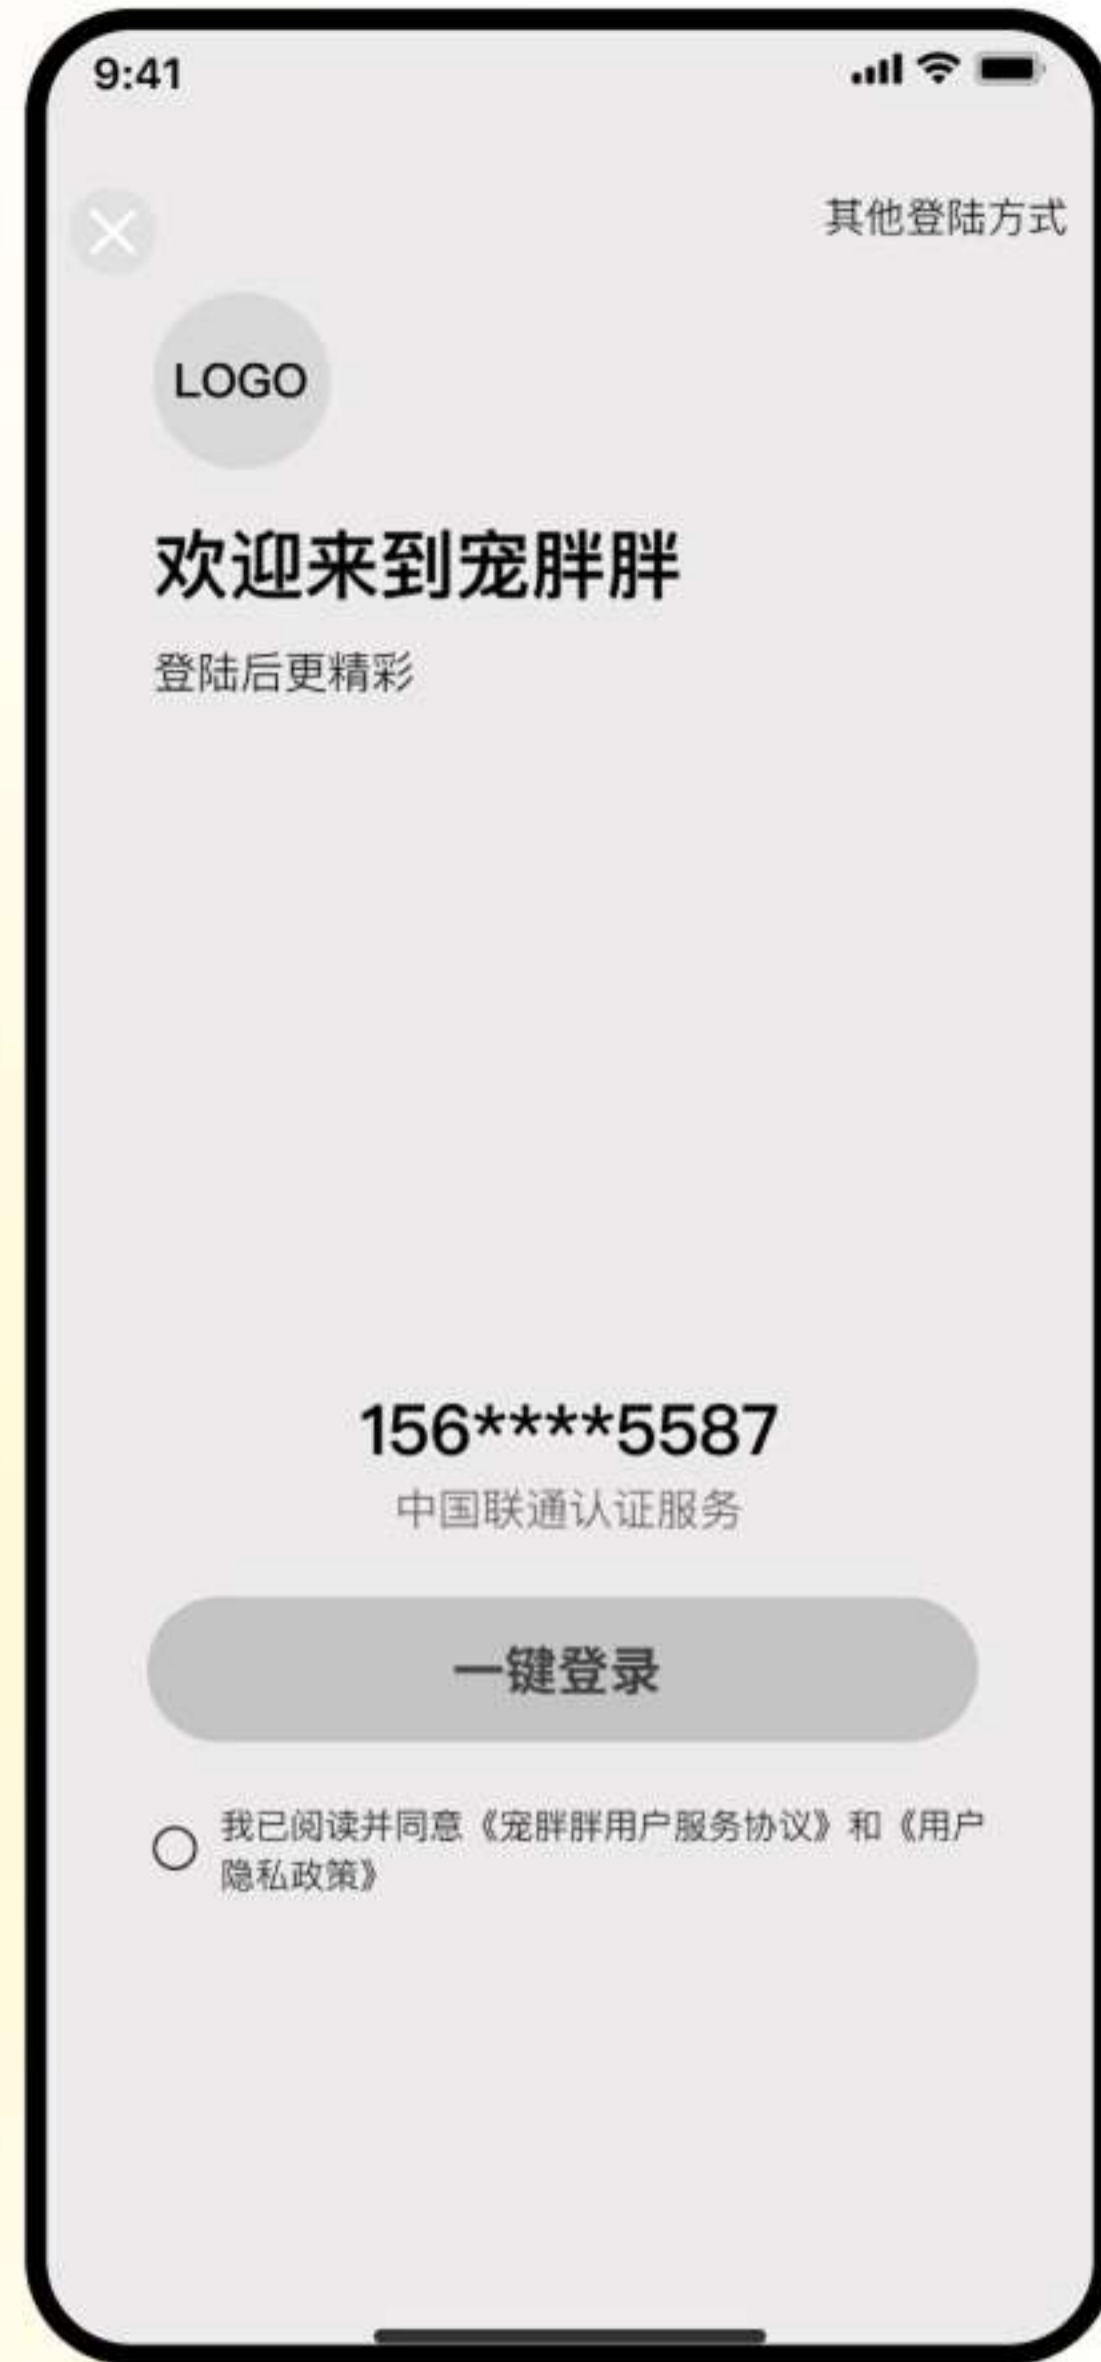 9:41
其他登陆方式
LOGO
欢迎来到宠胖胖
登陆后更精彩
156****5587
中国联通认证服务
一键登录
我已阅读并同意《宠胖胖用户服务协议》和《用户
隐私政策》